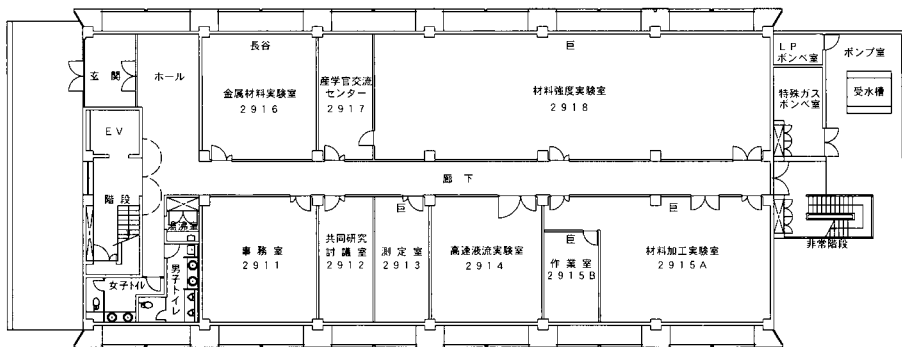 長谷
巨
LP
ボンベ室
ポンプ室
玄関
ホール
金属材料実験室
2916
産学官交流
センター
2917
材料強度実験室
2918
特殊ガス
ボンベ室
受水槽
EV
廊下
階段
湯沸室
事務室
2911
共同研究
討議室
2912
巨
測定室
2913
高速液流実験室
2914
巨
作業室
2915B
巨
材料加工実験室
2915A
非常階段
女子トイレ
男子トイレ